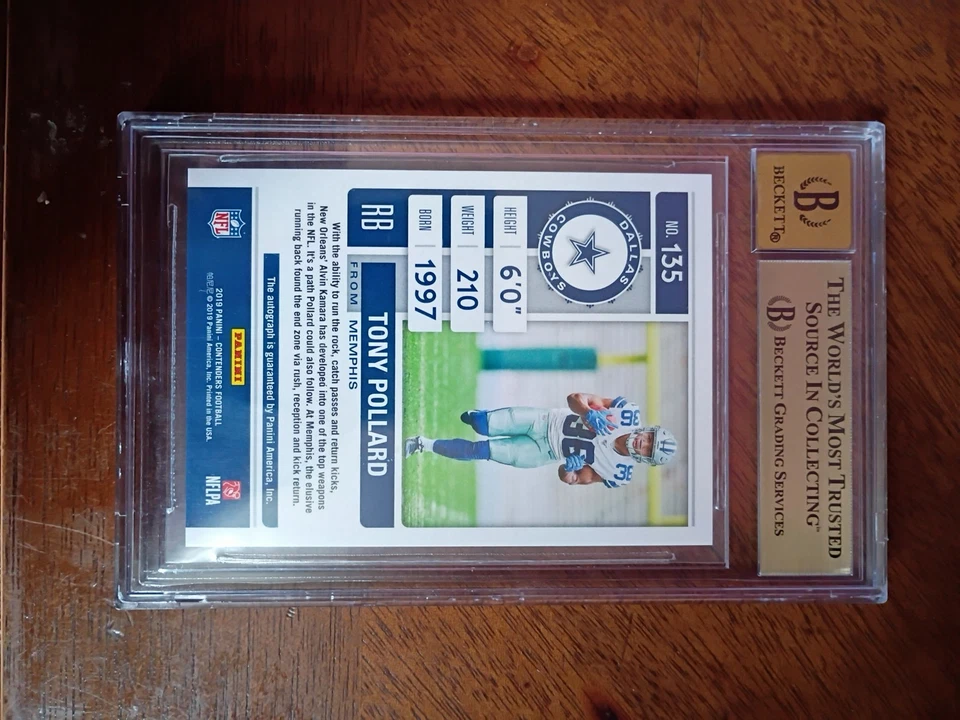 BECKETT®
THE WORLD'S MOST TRUSTED
SOURCE IN COLLECTING™
BECKETT GRADING SERVICES
NO. 135
DALLAS
COWBOYS
HEIGHT 6'0"
WEIGHT 210
BORN 1997
RB
TONY POLLARD
FROM MEMPHIS
With the ability to run the rock, catch passes and return kicks,
New Orleans' Alvin Kamara has developed into one of the top weapons
in the NFL. It's a path Pollard could also follow. At Memphis, the elusive
running back found the end zone via rush, reception and kick return.
The autograph is guaranteed by Panini America, Inc.
NFL
PANINI
2019 PANINI – CONTENDERS FOOTBALL
© 2019 Panini America, Inc. Printed in the USA.
NFLPA